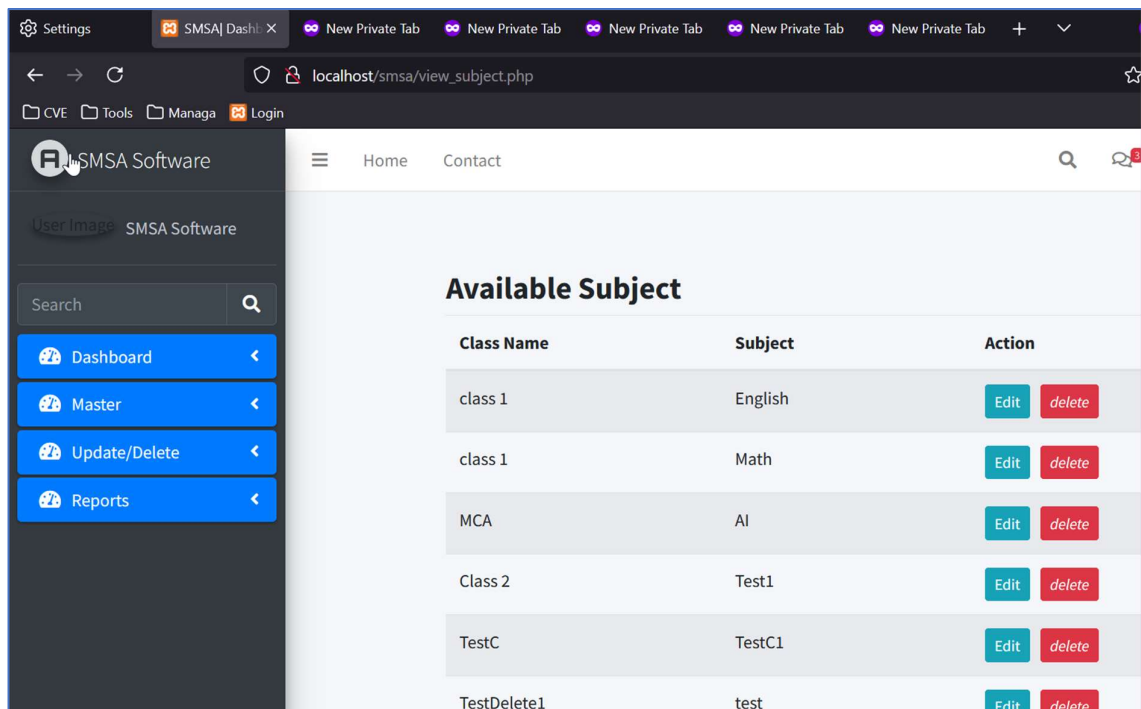 Settings SMSA| Dashb New Private Tab New Private Tab New Private Tab New Private Tab New Private Tab
localhost/smsa/view_subject.php
CVE Tools Managa Login
SMSA Software Home Contact 3
User Image SMSA Software
Search
Dashboard
Master
Update/Delete
Reports
Available Subject
Class Name Subject Action
class 1 English Edit delete
class 1 Math Edit delete
MCA AI Edit delete
Class 2 Test1 Edit delete
TestC TestC1 Edit delete
TestDelete1 test Edit delete